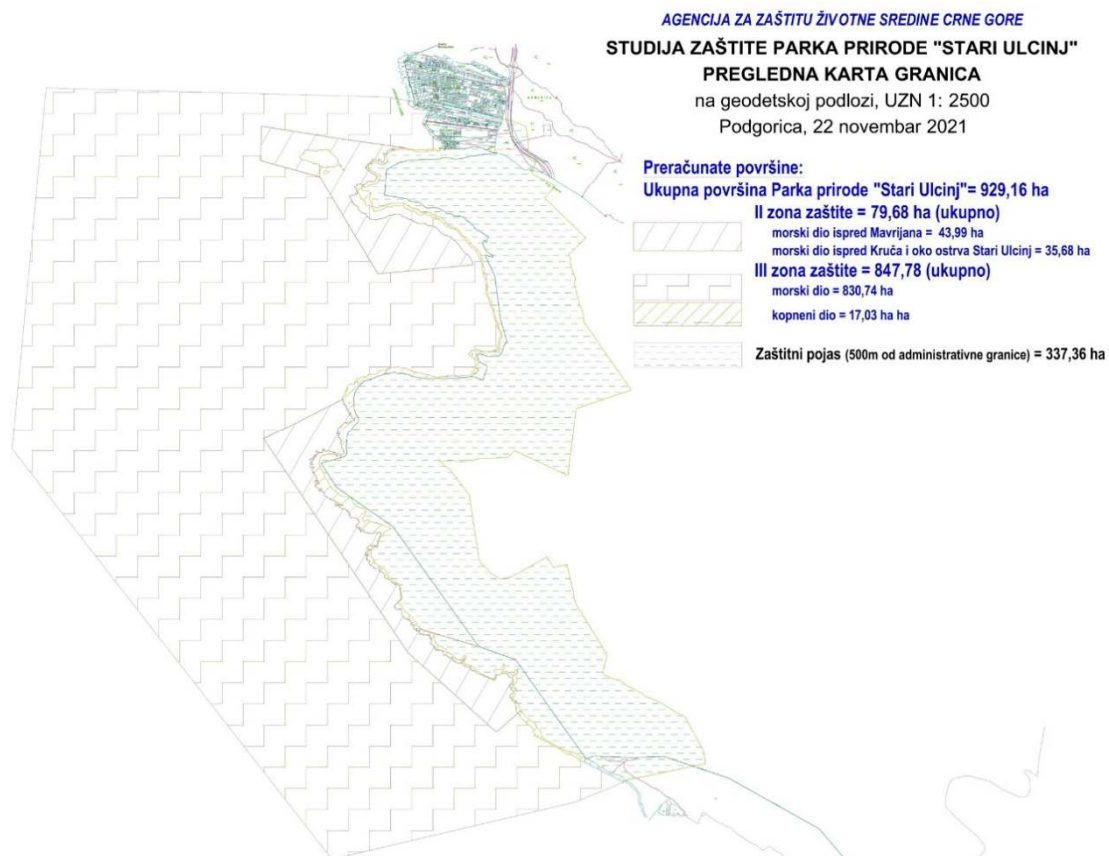 AGENCIJA ZA ZAŠTITU ŽIVOTNE SREDINE CRNE GORE
STUDIJA ZAŠTITE PARKA PRIRODE "STARI ULCINJ"
PREGLEDNA KARTA GRANICA
na geodetskoj podlozi, UZN 1: 2500
Podgorica, 22 novembar 2021
Preračunate površine:
Ukupna površina Parka prirode "Stari Ulcinj"= 929,16 ha
II zona zaštite = 79,68 ha (ukupno)
morski dio ispred Mavrijana = 43,99 ha
morski dio ispred Kruča i oko ostrva Stari Ulcinj = 35,68 ha
III zona zaštite = 847,78 (ukupno)
morski dio = 830,74 ha
kopneni dio = 17,03 ha ha
Zaštitni pojas (500m od administrativne granice) = 337,36 ha